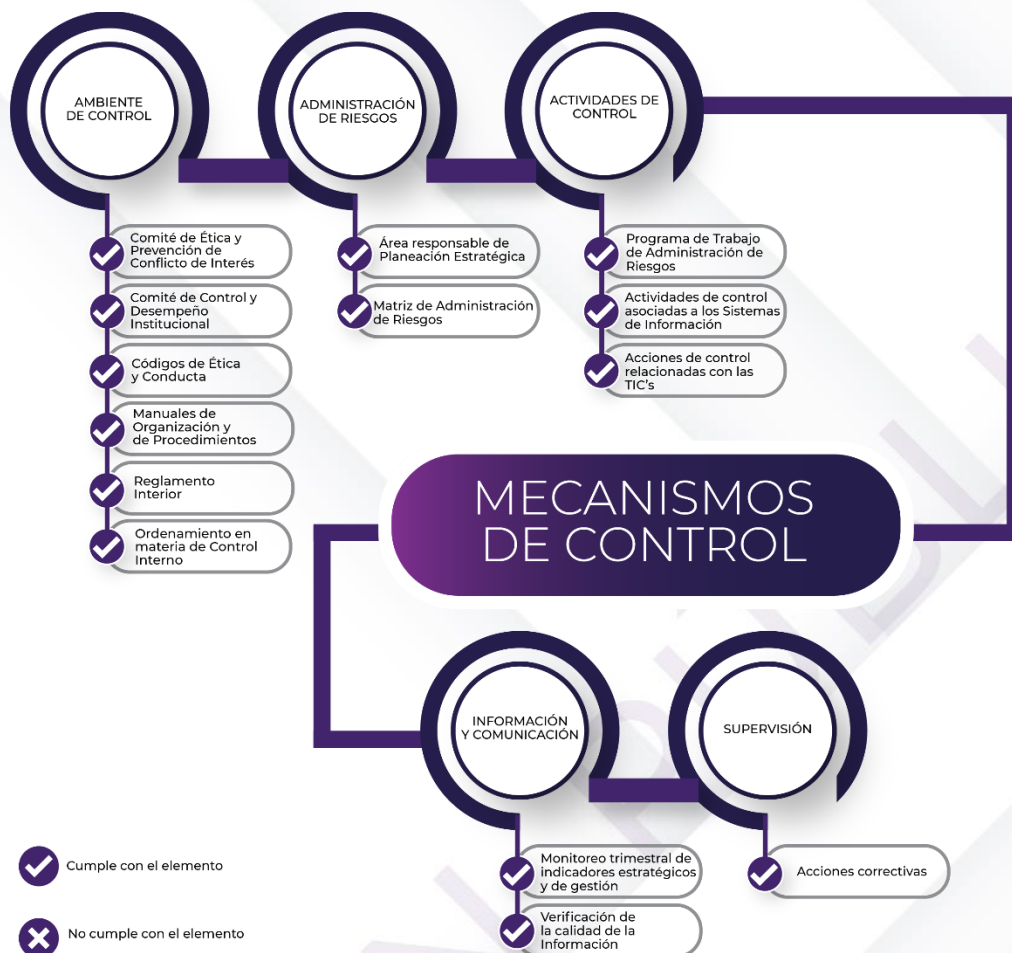 AMBIENTE
DE CONTROL
ADMINISTRACIÓN
DE RIESGOS
ACTIVIDADES DE
CONTROL
Comité de Ética y
Prevención de
Conflicto de Interés
Comité de Control y
Desempeño
Institucional
Códigos de Ética
y Conducta
Manuales de
Organización y
de Procedimientos
Reglamento
Interior
Ordenamiento en
materia de Control
Interno
Área responsable de
Planeación Estratégica
Matriz de Administración
de Riesgos
Programa de Trabajo
de Administración de
Riesgos
Actividades de control
asociadas a los Sistemas
de Información
Acciones de control
relacionadas con las
TIC's
MECANISMOS
DE CONTROL
INFORMACIÓN
Y COMUNICACIÓN
SUPERVISIÓN
Monitoreo trimestral de
indicadores estratégicos
y de gestión
Verificación de
la calidad de la
Información
Acciones correctivas
Cumple con el elemento
No cumple con el elemento